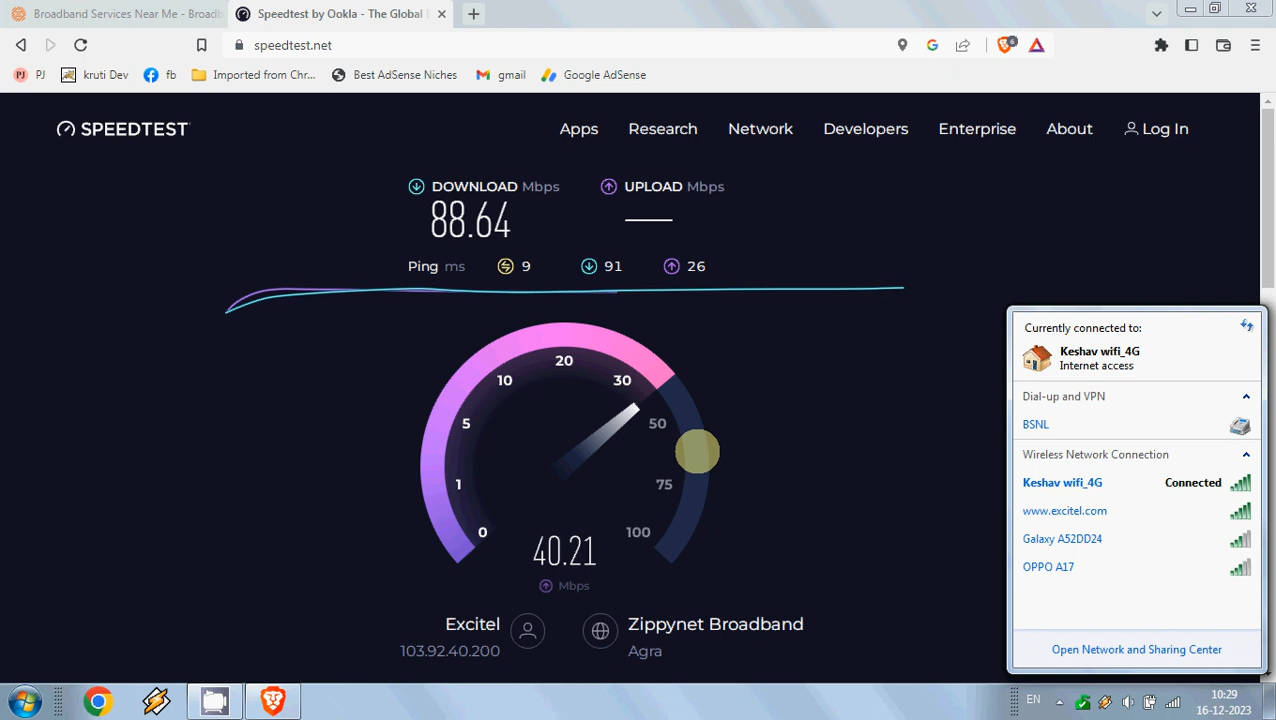 Broadband Services Near Me - Broadb
Speedtest by Ookla - The Global
speedtest.net
6
PJ PJ
kruti Dev
fb
Imported from Chr...
Best AdSense Niches
gmail
Google AdSense
SPEEDTEST
Apps
Research
Network
Developers
Enterprise
About
Log In
DOWNLOAD Mbps
88.64
UPLOAD Mbps
Ping ms
9
91
26
0
1
5
10
20
30
50
75
100
40.21
Mbps
Excitel
103.92.40.200
Zippynet Broadband
Agra
Currently connected to:
Keshav wifi_4G
Internet access
Dial-up and VPN
BSNL
Wireless Network Connection
Keshav wifi_4G Connected
www.excitel.com
Galaxy A52DD24
OPPO A17
Open Network and Sharing Center
EN
10:29
16-12-2023